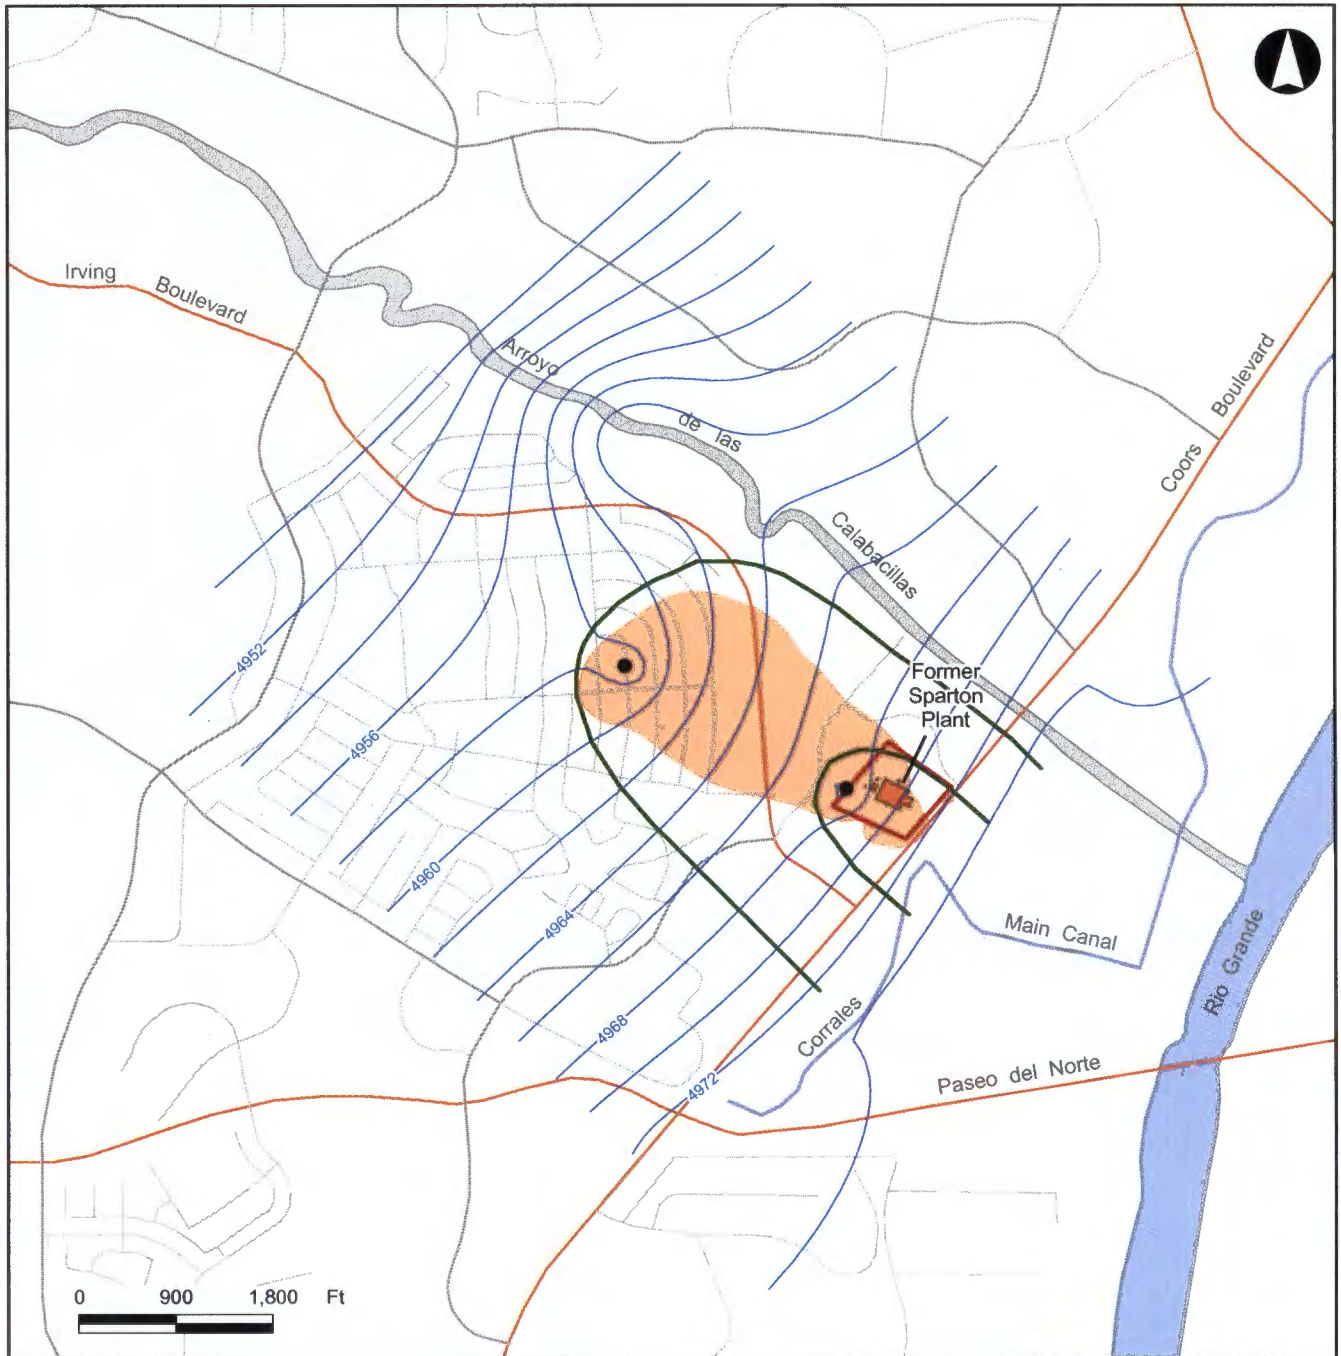 Irving Boulevard
Arroyo de las Calabacillas
Coors Boulevard
Former
Sparton
Plant
4952
4956
4960
4964
4968
4972
Corrales Main Canal
Rio Grande
Paseo del Norte
0 900 1,800 Ft